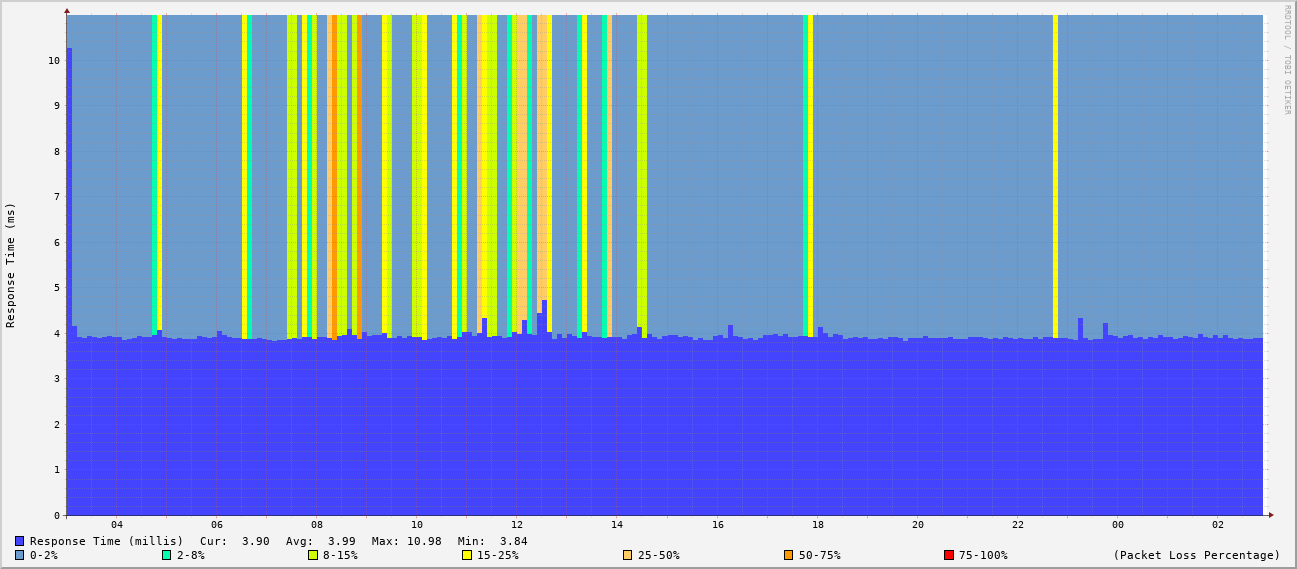 RRDTOOL / TOBI OETIKER
Response Time (ms)
10
9
8
7
6
5
4
3
2
1
0
04 06 08 10 12 14 16 18 20 22 00 02
Response Time (millis) Cur: 3.90 Avg: 3.99 Max: 10.98 Min: 3.84
0-2% 2-8% 8-15% 15-25% 25-50% 50-75% 75-100% (Packet Loss Percentage)